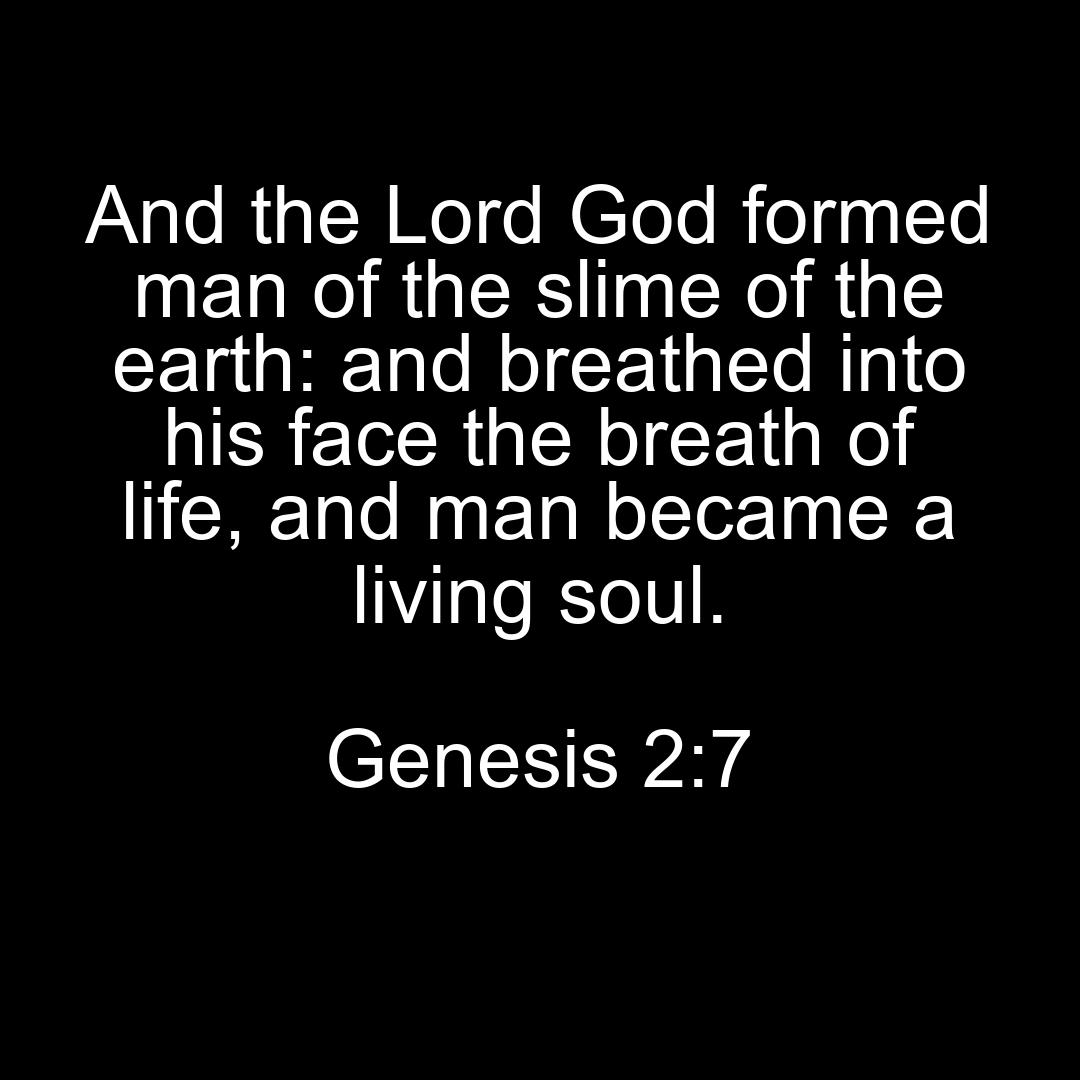 And the Lord God formed
man of the slime of the
earth: and breathed into
his face the breath of
life, and man became a
living soul.
Genesis 2:7